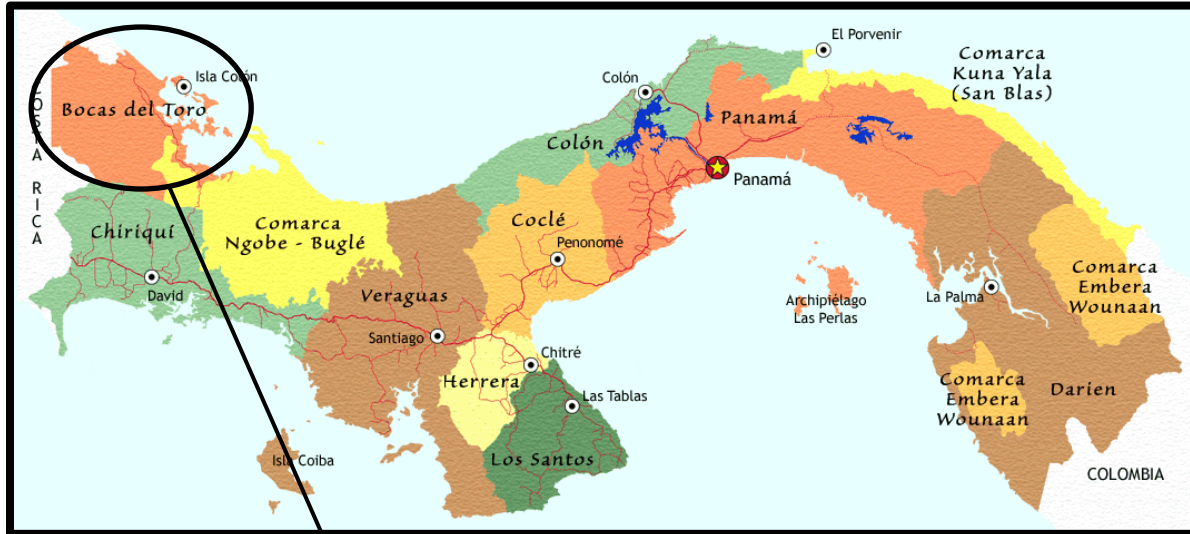 El Porvenir
Comarca
Kuna Yala
(San Blas)
Isla Colón
Colón
Bocas del Toro
COSTA RICA
Panamá
Colón
Panamá
Chiriquí
Comarca
Ngobe - Buglé
Coclé
Penonomé
David
Veraguas
Comarca
Embera
Wounaan
La Palma
Archipiélago
Las Perlas
Santiago
Chitré
Herrera
Las Tablas
Comarca
Embera
Wounaan
Darien
Isla Coiba
Los Santos
COLOMBIA